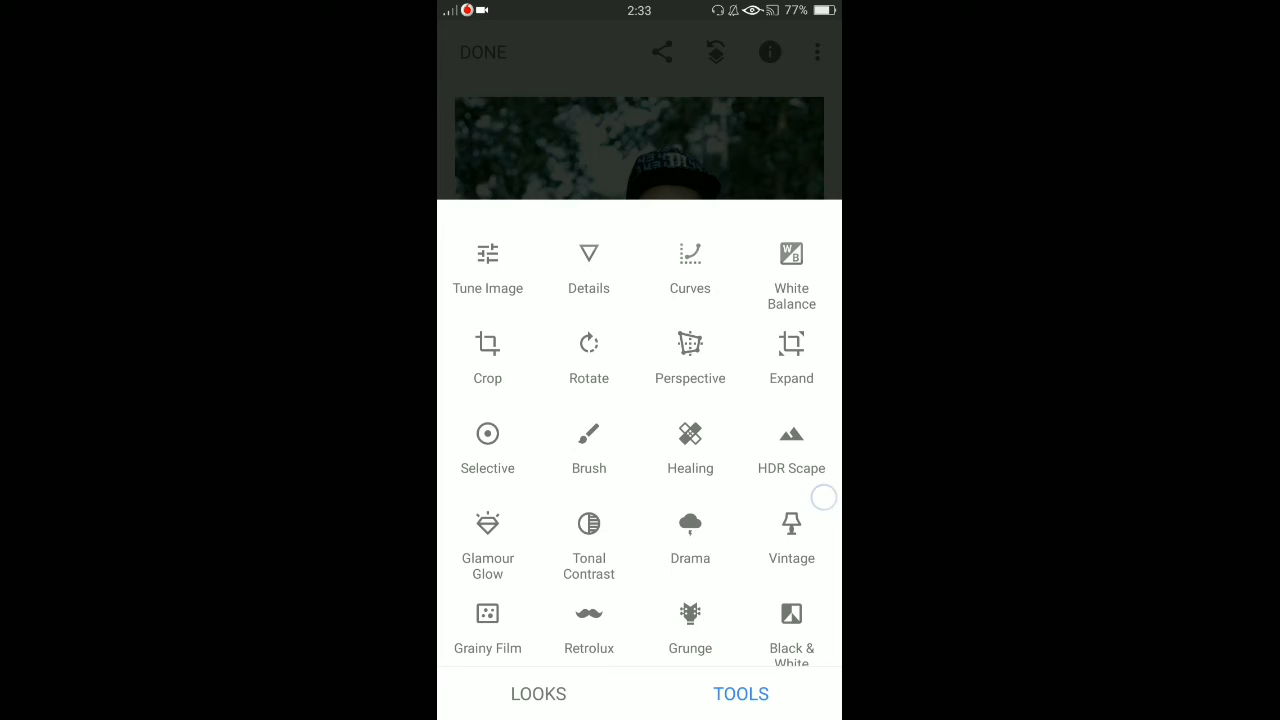 2:33
77%
DONE
Tune Image
Details
Curves
White
Balance
Crop
Rotate
Perspective
Expand
Selective
Brush
Healing
HDR Scape
Glamour
Glow
Tonal
Contrast
Drama
Vintage
Grainy Film
Retrolux
Grunge
Black &
White
LOOKS
TOOLS